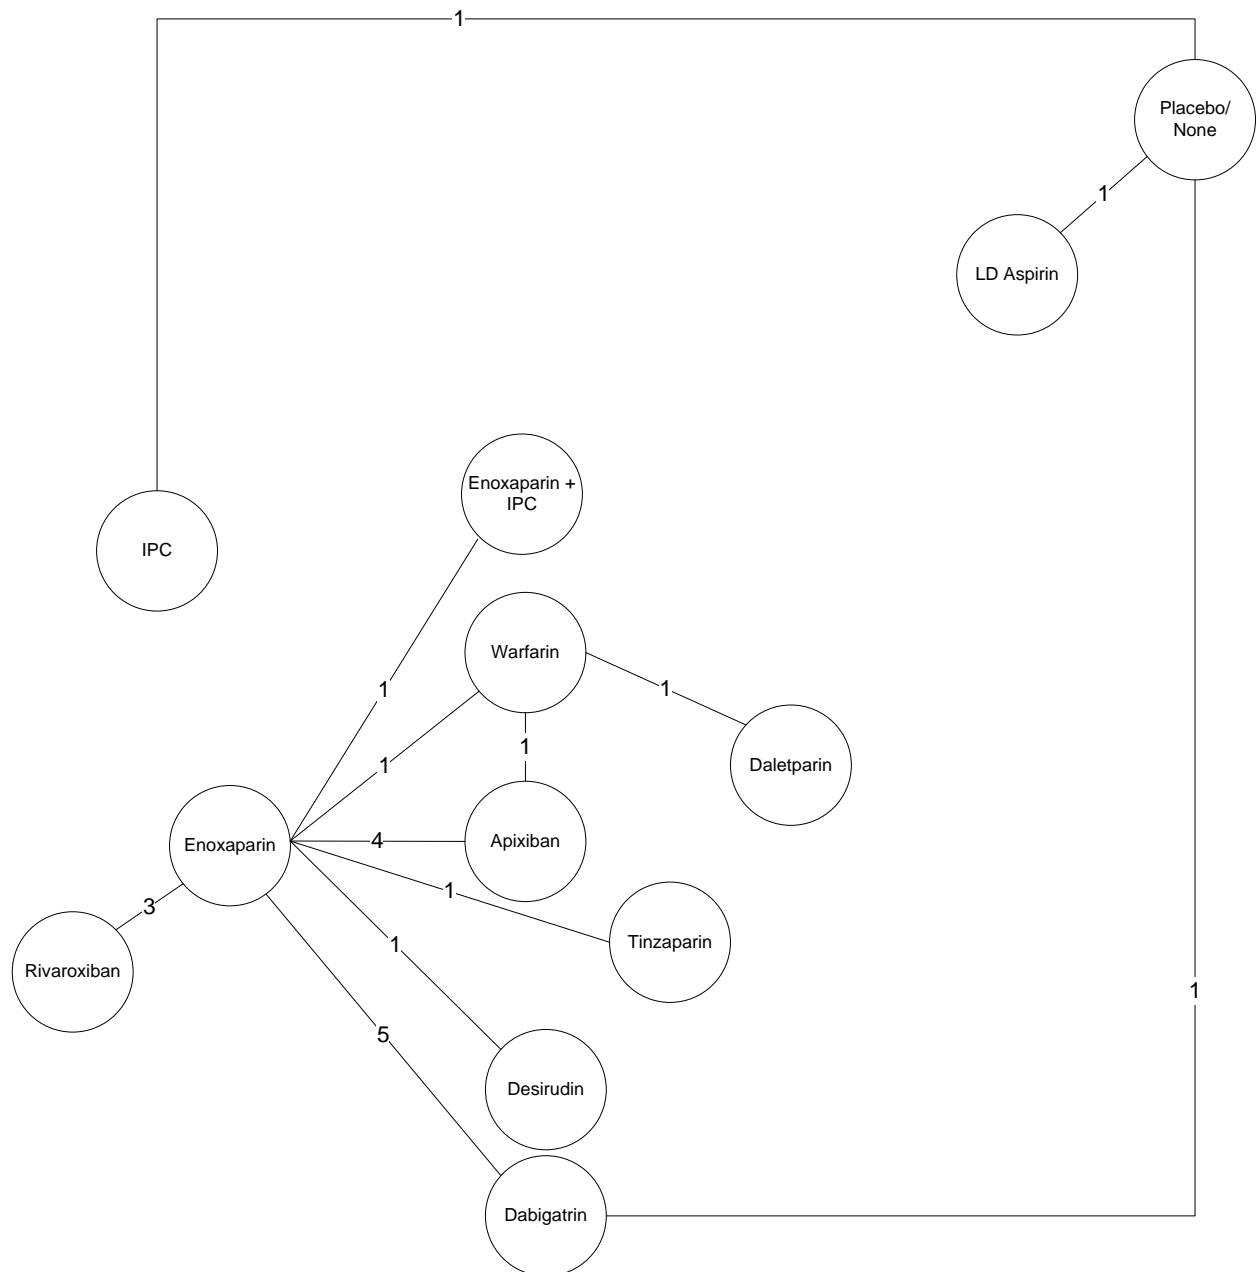 1
Placebo/
None
1
LD Aspirin
Enoxaparin +
IPC
IPC
Warfarin
1
1
1
1
Daletparin
Enoxaparin
4
Apixiban
1
3
Tinzaparin
Rivaroxiban
1
1
5
Desirudin
Dabigatrin